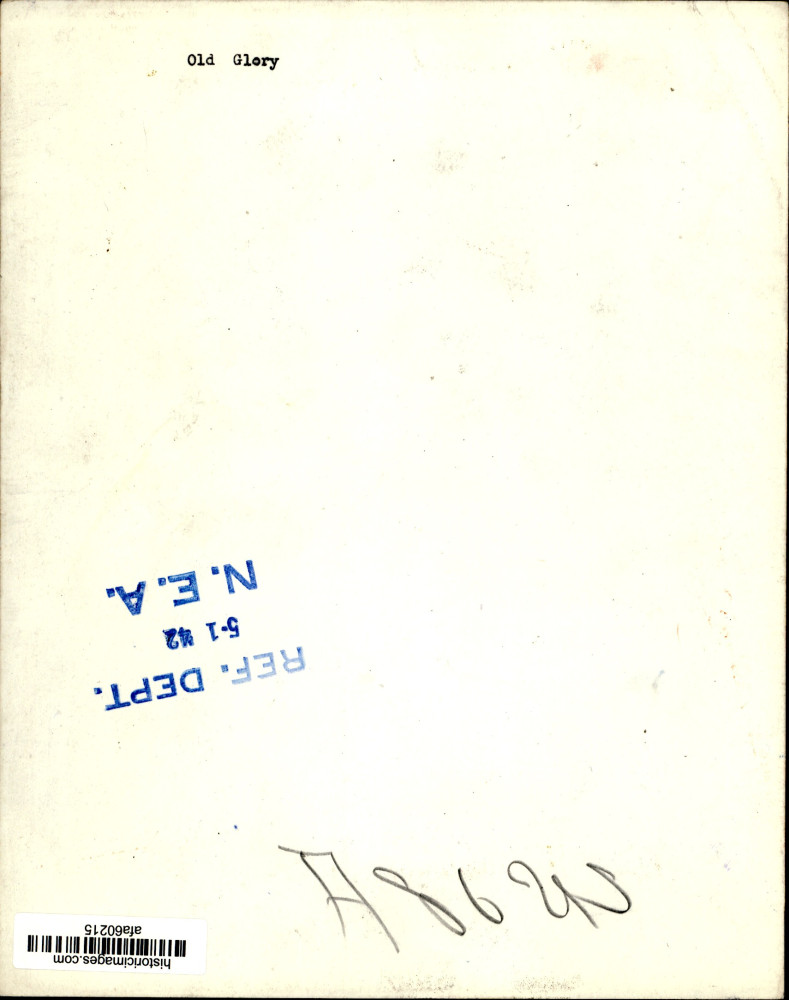 Old Glory
REF. DEPT.
5-1 42
N.E.A.
historicimages.com
afa60215